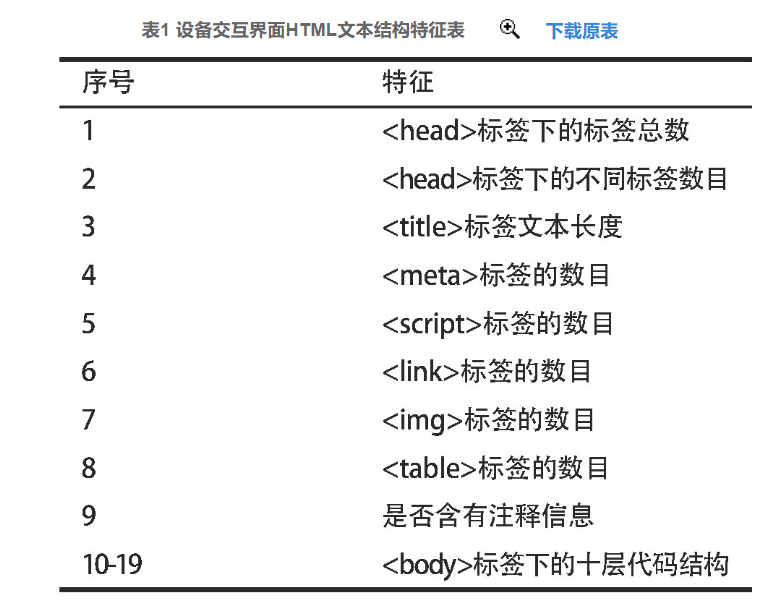 表1 设备交互界面HTML文本结构特征表 下载原表
序号 特征
1 <head>标签下的标签总数
2 <head>标签下的不同标签数目
3 <title>标签文本长度
4 <meta>标签的数目
5 <script>标签的数目
6 <link>标签的数目
7 <img>标签的数目
8 <table>标签的数目
9 是否含有注释信息
10-19 <body>标签下的十层代码结构